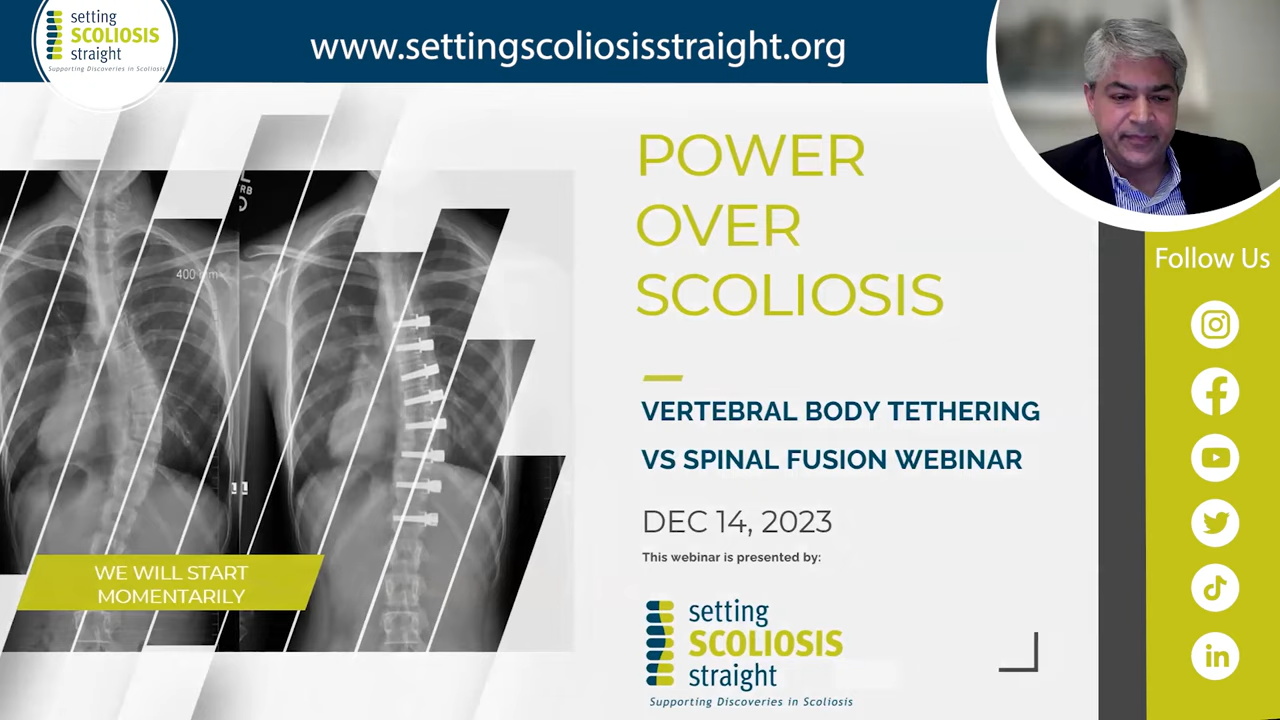 setting
SCOLIOSIS
straight
Supporting Discoveries in Scoliosis
www.settingscoliosisstraight.org
POWER
OVER
SCOLIOSIS
VERTEBRAL BODY TETHERING
VS SPINAL FUSION WEBINAR
DEC 14, 2023
This webinar is presented by:
setting
SCOLIOSIS
straight
Supporting Discoveries in Scoliosis
WE WILL START
MOMENTARILY
Follow Us
in
L
RB